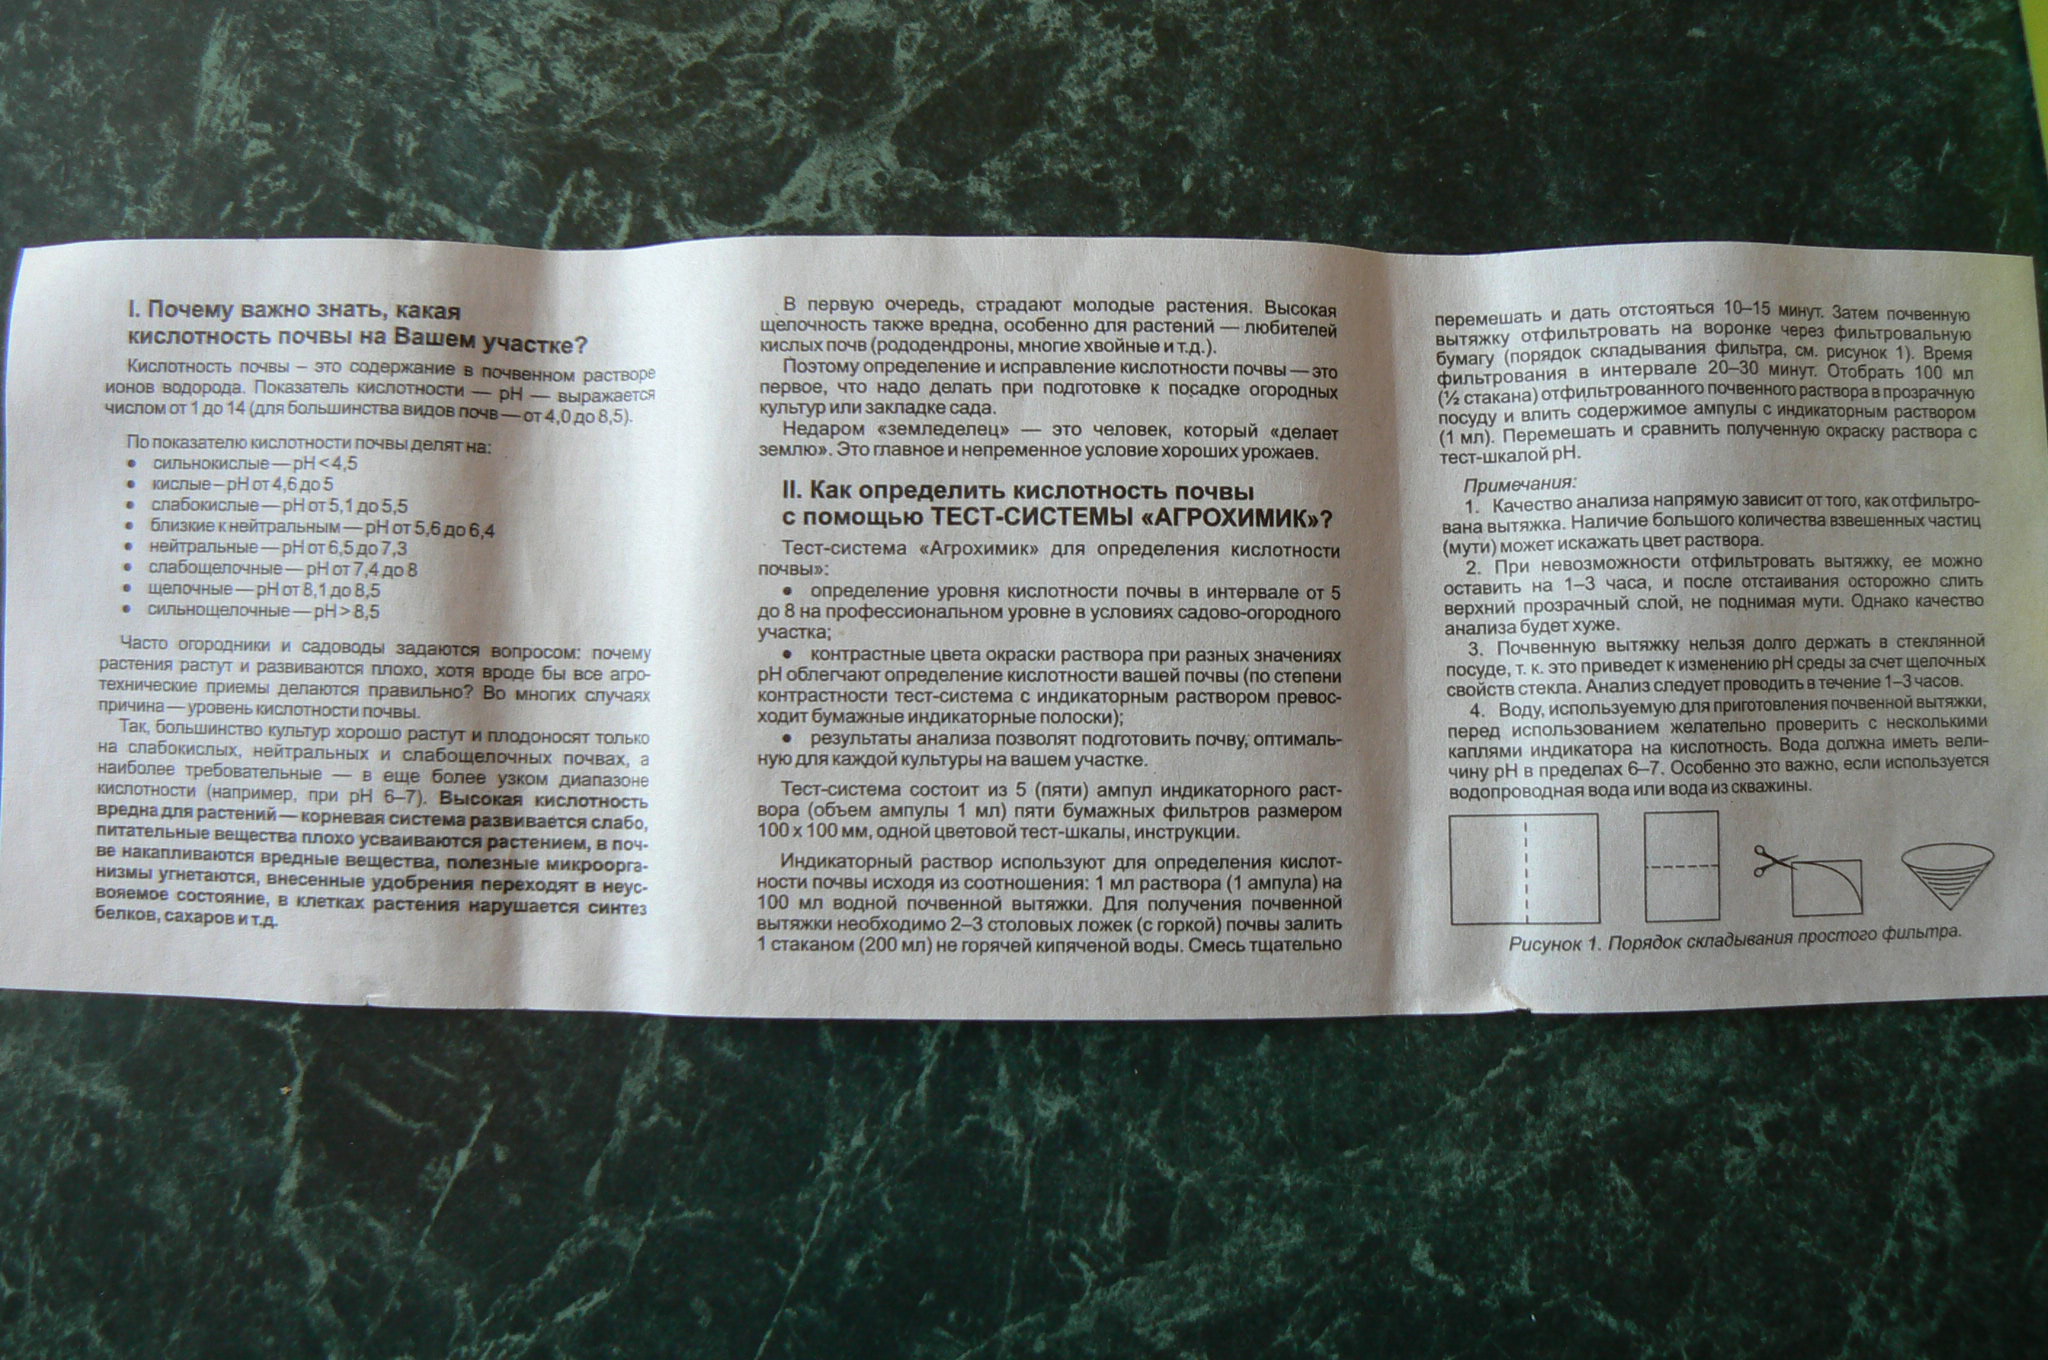 I. Почему важно знать, какая
кислотность почвы на Вашем участке?
Кислотность почвы – это содержание в почвенном растворе
ионов водорода. Показатель кислотности — pH — выражается
числом от 1 до 14 (для большинства видов почв — от 4,0 до 8,5).
По показателю кислотности почвы делят на:
• сильнокислые — pH < 4,5
• кислые – pH от 4,6 до 5
• слабокислые — pH от 5,1 до 5,5
• близкие к нейтральным — pH от 5,6 до 6,4
• нейтральные — pH от 6,5 до 7,3
• слабощелочные — pH от 7,4 до 8
• щелочные — pH от 8,1 до 8,5
• сильнощелочные — pH > 8,5
Часто огородники и садоводы задаются вопросом: почему
растения растут и развиваются плохо, хотя вроде бы все агро-
технические приемы делаются правильно? Во многих случаях
причина — уровень кислотности почвы.
Так, большинство культур хорошо растут и плодоносят только
на слабокислых, нейтральных и слабощелочных почвах, а
наиболее требовательные — в еще более узком диапазоне
кислотности (например, при pH 6–7). Высокая кислотность
вредна для растений — корневая система развивается слабо,
питательные вещества плохо усваиваются растением, в поч-
ве накапливаются вредные вещества, полезные микроорга-
низмы угнетаются, внесенные удобрения переходят в неус-
вояемое состояние, в клетках растения нарушается синтез
белков, сахаров и т.д.
В первую очередь, страдают молодые растения. Высокая
щелочность также вредна, особенно для растений — любителей
кислых почв (рододендроны, многие хвойные и т.д.).
Поэтому определение и исправление кислотности почвы — это
первое, что надо делать при подготовке к посадке огородных
культур или закладке сада.
Недаром «земледелец» — это человек, который «делает
землю». Это главное и непременное условие хороших урожаев.
II. Как определить кислотность почвы
с помощью ТЕСТ-СИСТЕМЫ «АГРОХИМИК»?
Тест-система «Агрохимик» для определения кислотности
почвы»:
• определение уровня кислотности почвы в интервале от 5
до 8 на профессиональном уровне в условиях садово-огородного
участка;
• контрастные цвета окраски раствора при разных значениях
pH облегчают определение кислотности вашей почвы (по степени
контрастности тест-система с индикаторным раствором превос-
ходит бумажные индикаторные полоски);
• результаты анализа позволят подготовить почву, оптималь-
ную для каждой культуры на вашем участке.
Тест-система состоит из 5 (пяти) ампул индикаторного раст-
вора (объем ампулы 1 мл) пяти бумажных фильтров размером
100 х 100 мм, одной цветовой тест-шкалы, инструкции.
Индикаторный раствор используют для определения кислот-
ности почвы исходя из соотношения: 1 мл раствора (1 ампула) на
100 мл водной почвенной вытяжки. Для получения почвенной
вытяжки необходимо 2–3 столовых ложек (с горкой) почвы залить
1 стаканом (200 мл) не горячей кипяченой воды. Смесь тщательно
перемешать и дать отстояться 10–15 минут. Затем почвенную
вытяжку отфильтровать на воронке через фильтровальную
бумагу (порядок складывания фильтра, см. рисунок 1). Время
фильтрования в интервале 20–30 минут. Отобрать 100 мл
(½ стакана) отфильтрованного почвенного раствора в прозрачную
посуду и влить содержимое ампулы с индикаторным раствором
(1 мл). Перемешать и сравнить полученную окраску раствора с
тест-шкалой pH.
Примечания:
1. Качество анализа напрямую зависит от того, как отфильтро-
вана вытяжка. Наличие большого количества взвешенных частиц
(мути) может искажать цвет раствора.
2. При невозможности отфильтровать вытяжку, ее можно
оставить на 1–3 часа, и после отстаивания осторожно слить
верхний прозрачный слой, не поднимая мути. Однако качество
анализа будет хуже.
3. Почвенную вытяжку нельзя долго держать в стеклянной
посуде, т. к. это приведет к изменению pH среды за счет щелочных
свойств стекла. Анализ следует проводить в течение 1–3 часов.
4. Воду, используемую для приготовления почвенной вытяжки,
перед использованием желательно проверить с несколькими
каплями индикатора на кислотность. Вода должна иметь вели-
чину pH в пределах 6–7. Особенно это важно, если используется
водопроводная вода или вода из скважины.
Рисунок 1. Порядок складывания простого фильтра.